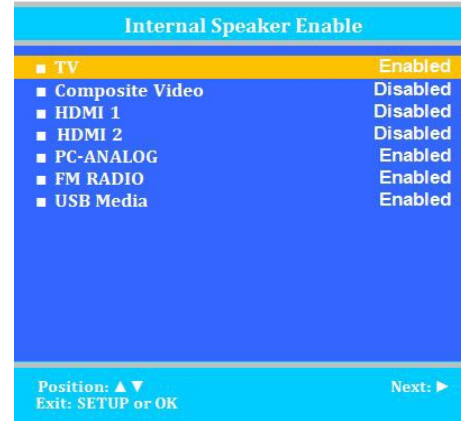 Internal Speaker Enable
■ TV Enabled
■ Composite Video Disabled
■ HDMI 1 Disabled
■ HDMI 2 Disabled
■ PC-ANALOG Enabled
■ FM RADIO Enabled
■ USB Media Enabled
Position: ▲▼ Next: ►
Exit: SETUP or OK